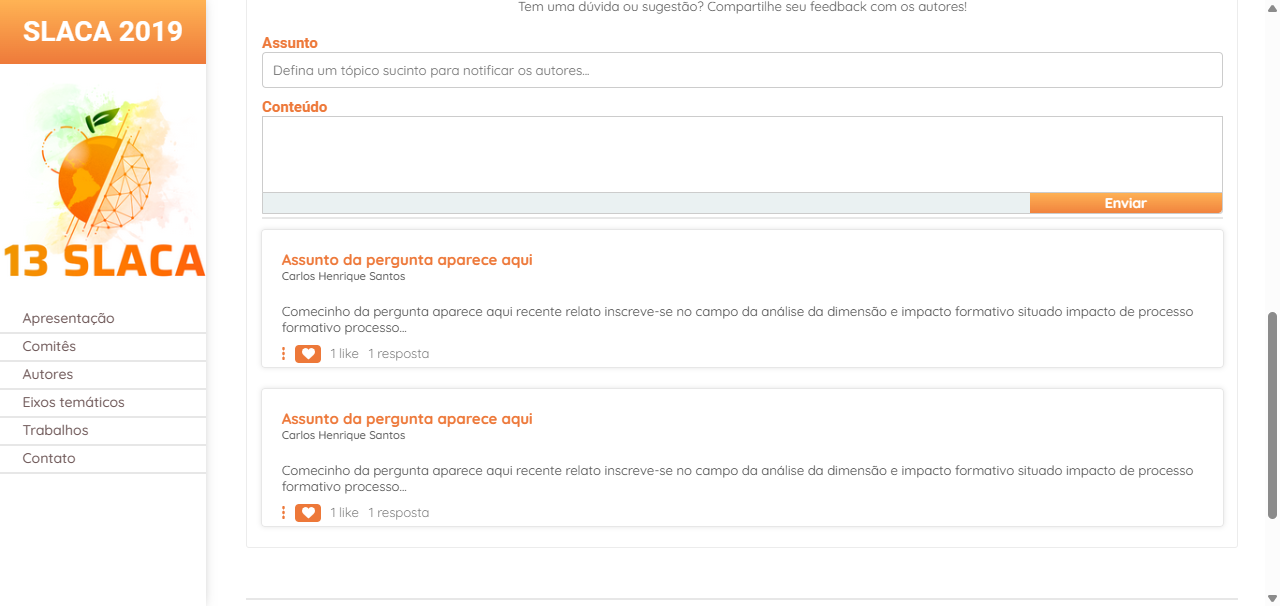 SLACA 2019
13 SLACA
Apresentação
Comitês
Autores
Eixos temáticos
Trabalhos
Contato
Tem uma dúvida ou sugestão? Compartilhe seu feedback com os autores!
Assunto
Defina um tópico sucinto para notificar os autores...
Conteúdo
Enviar
Assunto da pergunta aparece aqui
Carlos Henrique Santos
Comecinho da pergunta aparece aqui recente relato inscreve-se no campo da análise da dimensão e impacto formativo situado impacto de processo
formativo processo...
1 like 1 resposta
Assunto da pergunta aparece aqui
Carlos Henrique Santos
Comecinho da pergunta aparece aqui recente relato inscreve-se no campo da análise da dimensão e impacto formativo situado impacto de processo
formativo processo...
1 like 1 resposta